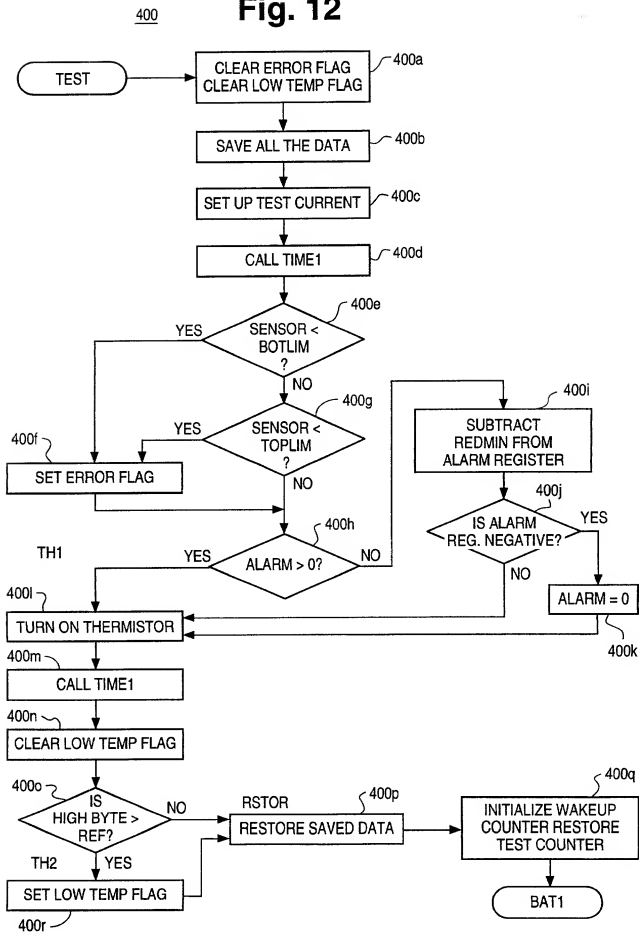 400
Fig. 12
TEST
CLEAR ERROR FLAG
CLEAR LOW TEMP FLAG
400a
SAVE ALL THE DATA
400b
SET UP TEST CURRENT
400c
CALL TIME1
400d
SENSOR <
BOTLIM
?
400e
YES
NO
SENSOR <
TOPLIM
?
400g
YES
NO
400f
SET ERROR FLAG
400h
ALARM > 0?
YES
NO
400i
SUBTRACT
REDMIN FROM
ALARM REGISTER
400j
IS ALARM
REG. NEGATIVE?
YES
NO
ALARM = 0
400k
TH1
400l
TURN ON THERMISTOR
400m
CALL TIME1
400n
CLEAR LOW TEMP FLAG
400o
IS
HIGH BYTE >
REF?
NO
YES
TH2
SET LOW TEMP FLAG
400r
RSTOR
400p
RESTORE SAVED DATA
400q
INITIALIZE WAKEUP
COUNTER RESTORE
TEST COUNTER
BAT1